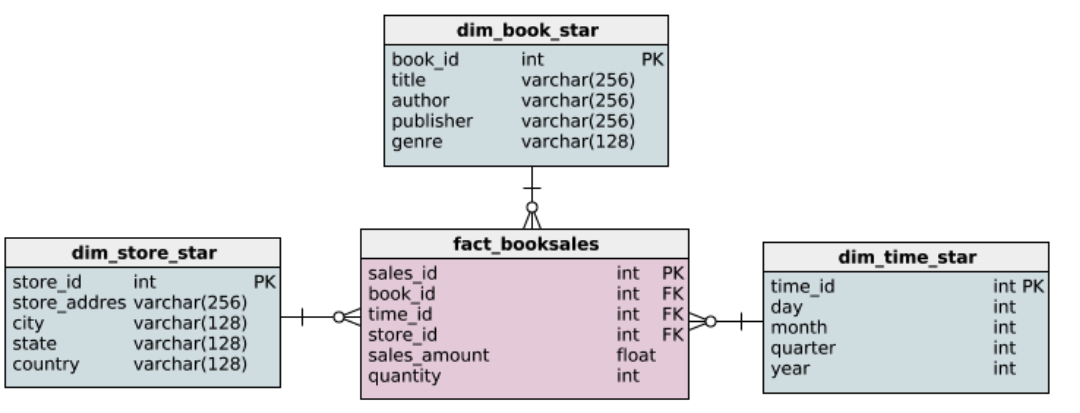 dim_book_star
book_id int PK
title varchar(256)
author varchar(256)
publisher varchar(256)
genre varchar(128)
dim_store_star
store_id int PK
store_addres varchar(256)
city varchar(128)
state varchar(128)
country varchar(128)
fact_booksales
sales_id int PK
book_id int FK
time_id int FK
store_id int FK
sales_amount float
quantity int
dim_time_star
time_id int PK
day int
month int
quarter int
year int